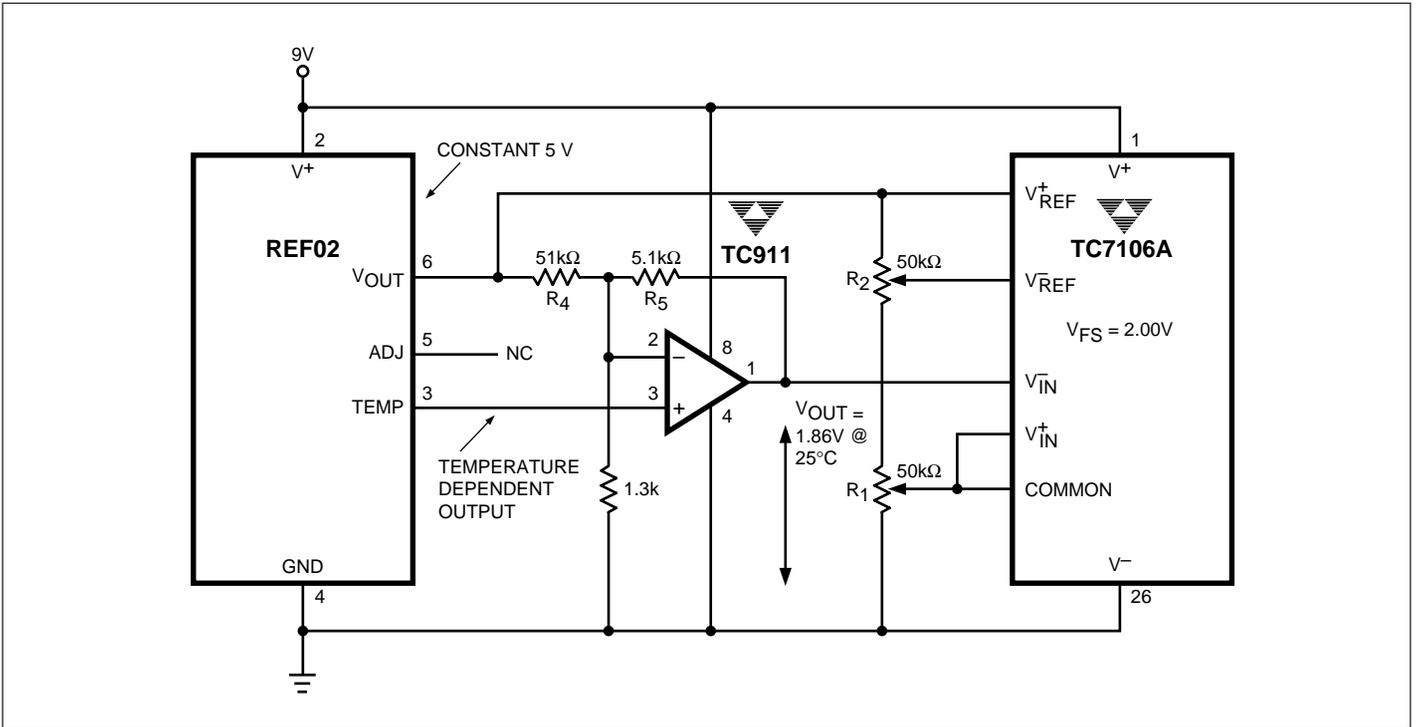 9V
2
V+
CONSTANT 5 V
REF02
6
VOUT
51kΩ
R4
5.1kΩ
R5
TC911
5
ADJ
NC
3
TEMP
2
−
3
+
8
4
1
TEMPERATURE
DEPENDENT
OUTPUT
1.3k
VOUT =
1.86V @
25°C
GND
4
R2
50kΩ
R1
50kΩ
1
V+
V+REF
TC7106A
V−REF
VFS = 2.00V
V−IN
V+IN
COMMON
V−
26